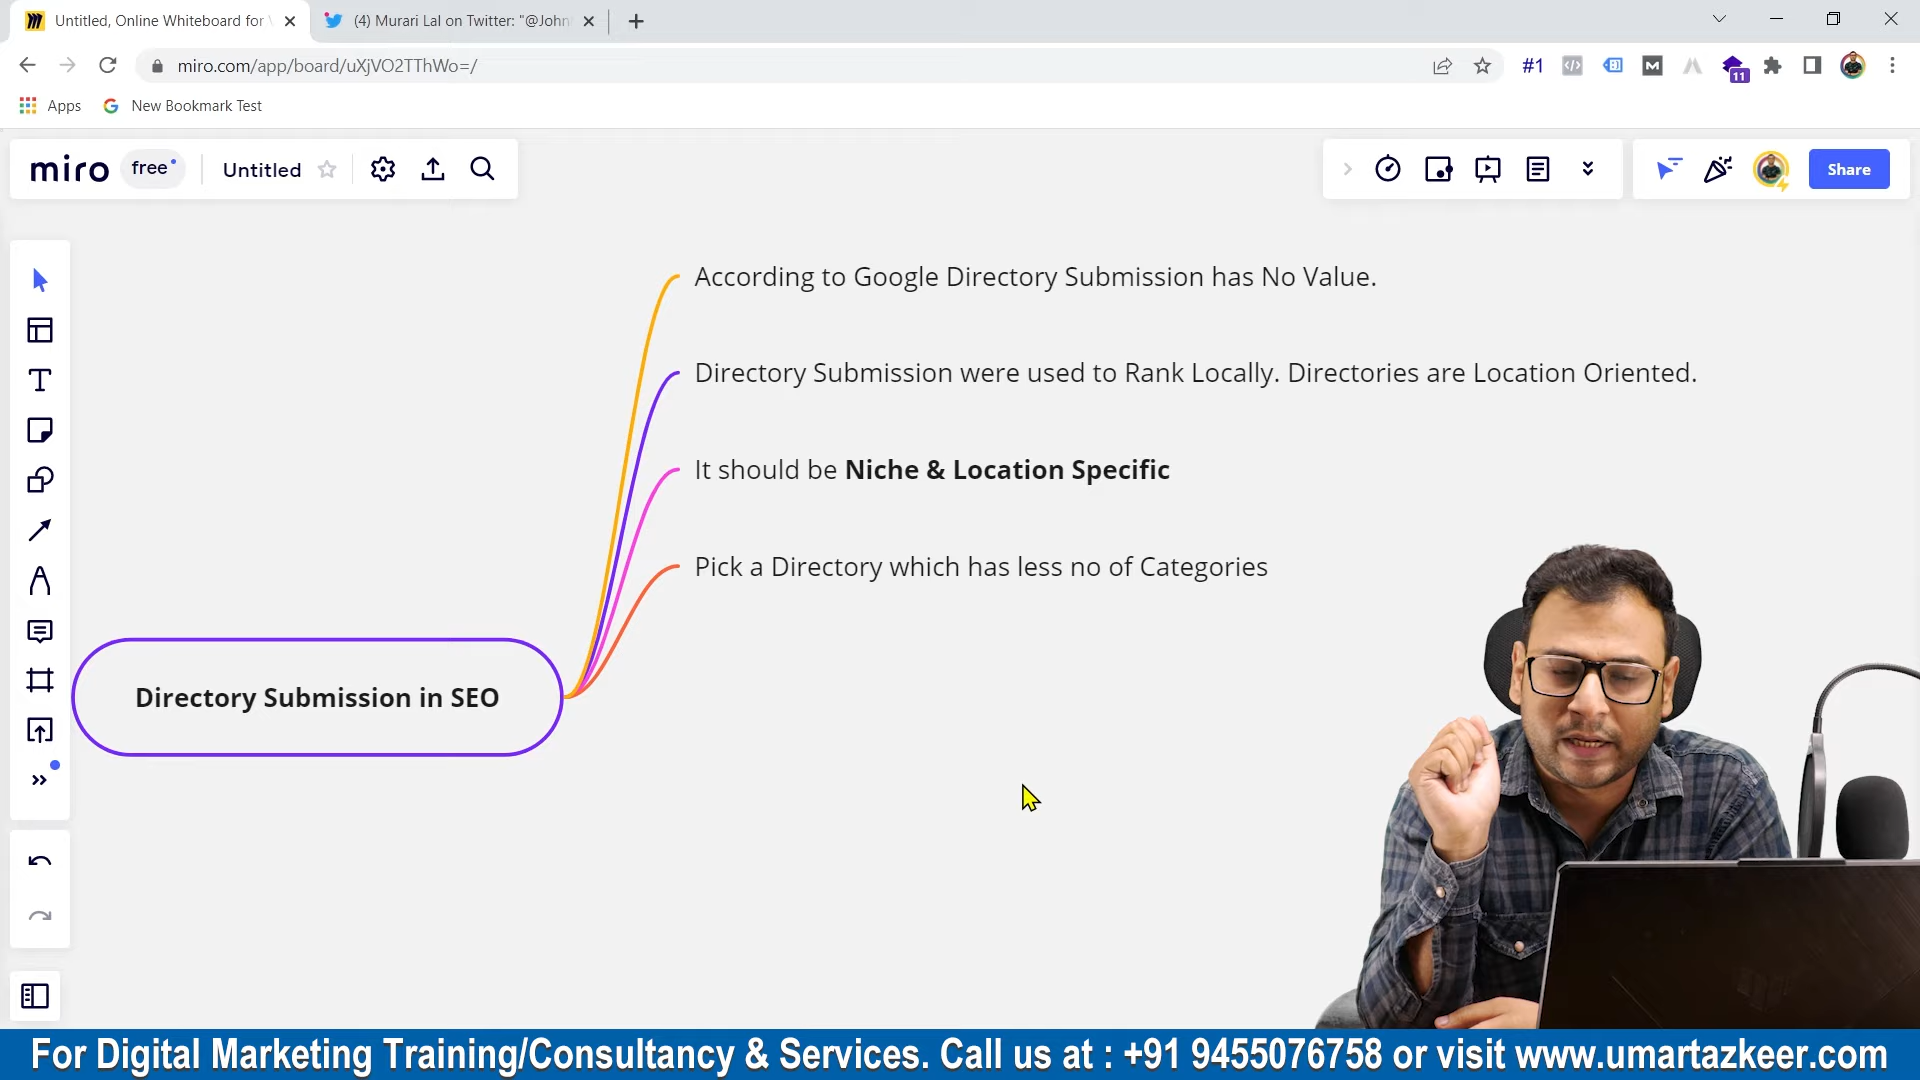 Untitled, Online Whiteboard for
(4) Murari Lal on Twitter: "@John
miro.com/app/board/uXjVO2TThWo=/
#1
11
Apps
New Bookmark Test
miro
free
Untitled
Share
According to Google Directory Submission has No Value.
Directory Submission were used to Rank Locally. Directories are Location Oriented.
It should be Niche & Location Specific
Pick a Directory which has less no of Categories
Directory Submission in SEO
For Digital Marketing Training/Consultancy & Services. Call us at : +91 9455076758 or visit www.umartazkeer.com